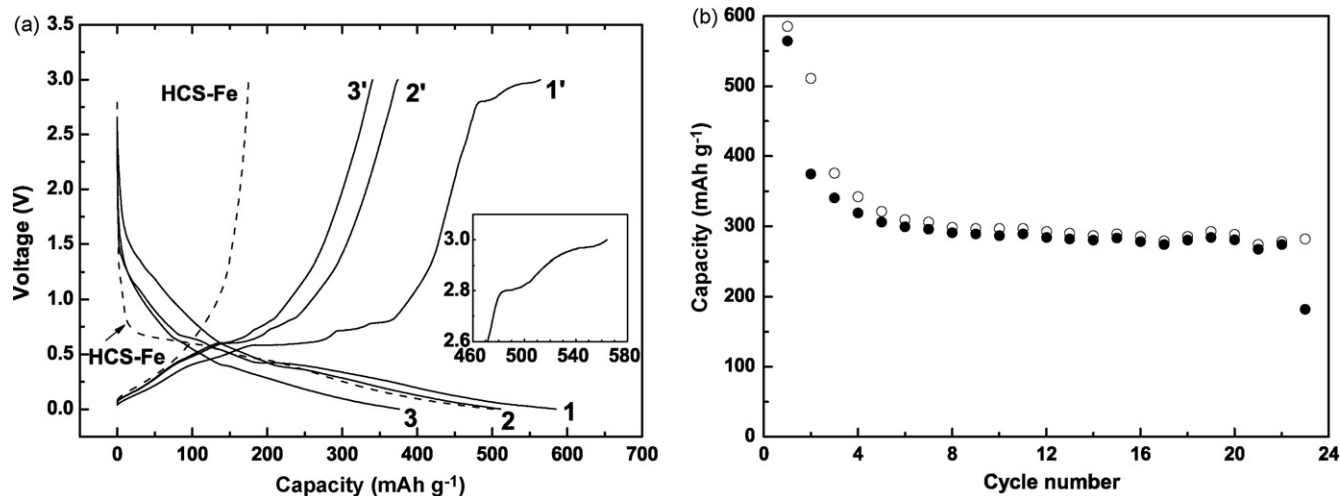 (a)
3.5
3.0
2.5
2.0
1.5
1.0
0.5
0.0
Voltage (V)
HCS-Fe
3'
2'
1'
HCS-Fe
3
2
1
3.0
2.8
2.6
460 500 540 580
0 100 200 300 400 500 600 700
Capacity (mAh g-1)
(b)
600
500
400
300
200
100
0
Capacity (mAh g-1)
0 4 8 12 16 20 24
Cycle number